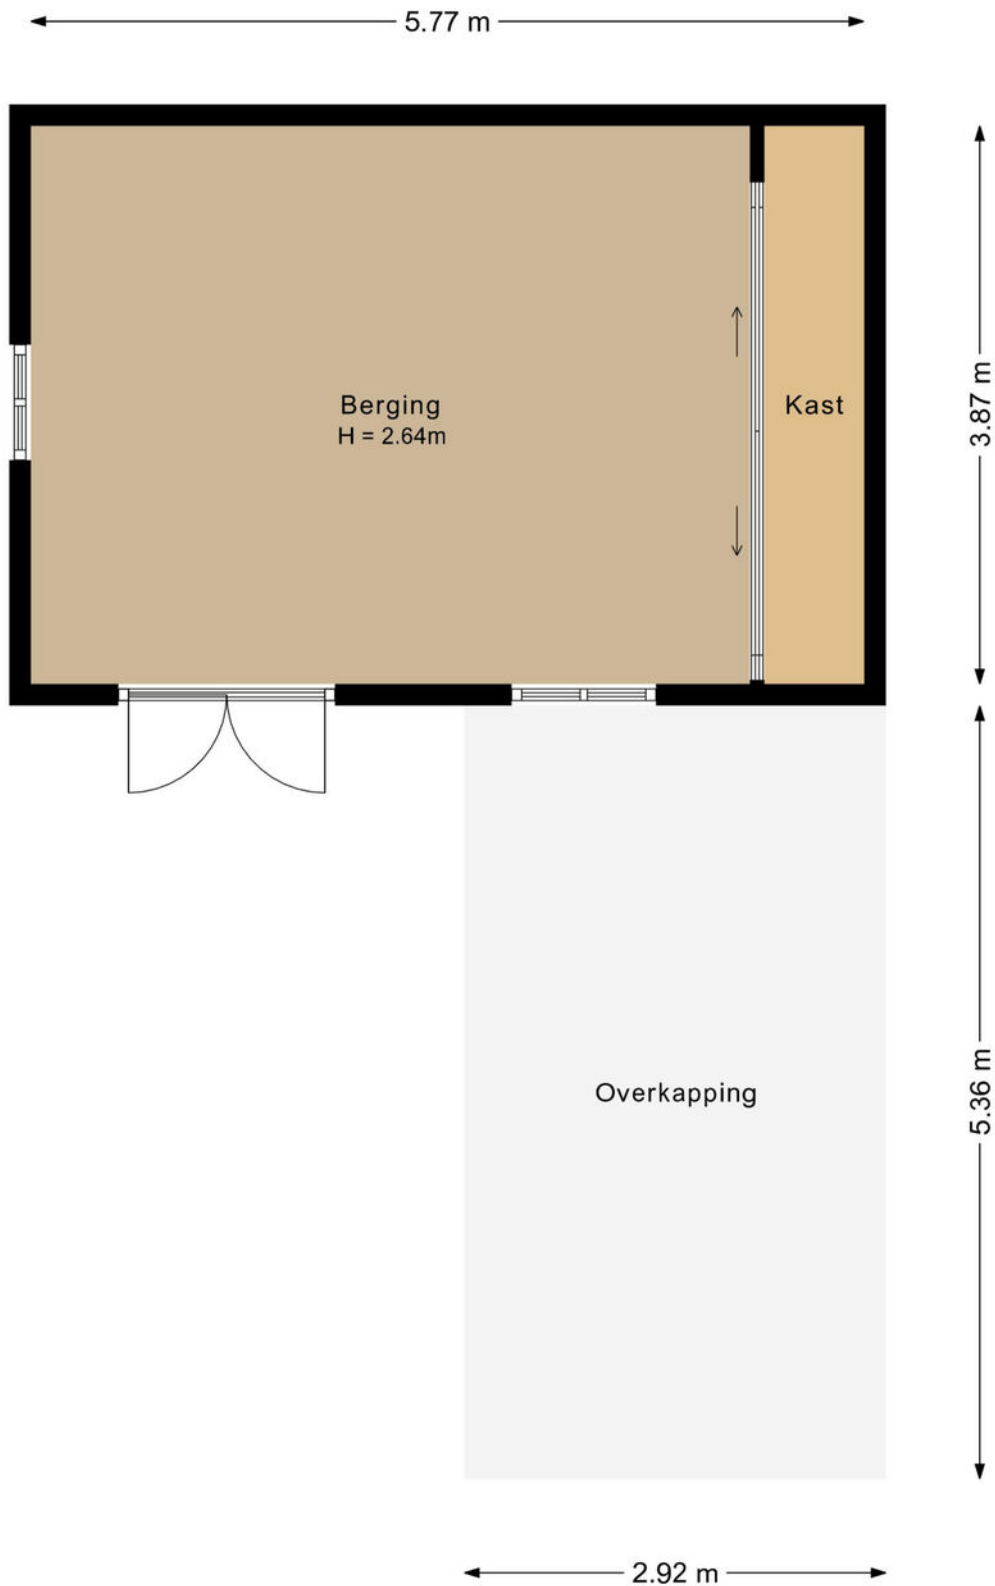 5.77 m
Berging
H = 2.64m
Kast
3.87 m
Overkapping
5.36 m
2.92 m